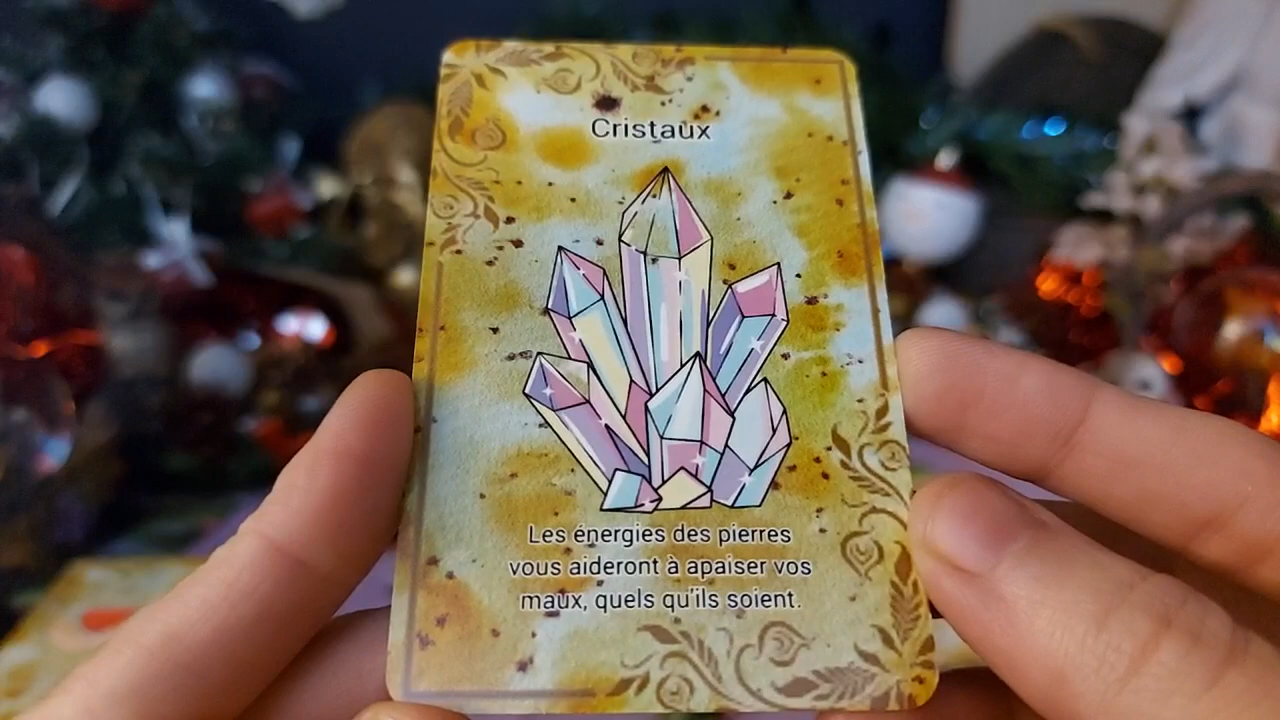 Cristaux
Les énergies des pierres
vous aideront à apaiser vos
maux, quels qu'ils soient.